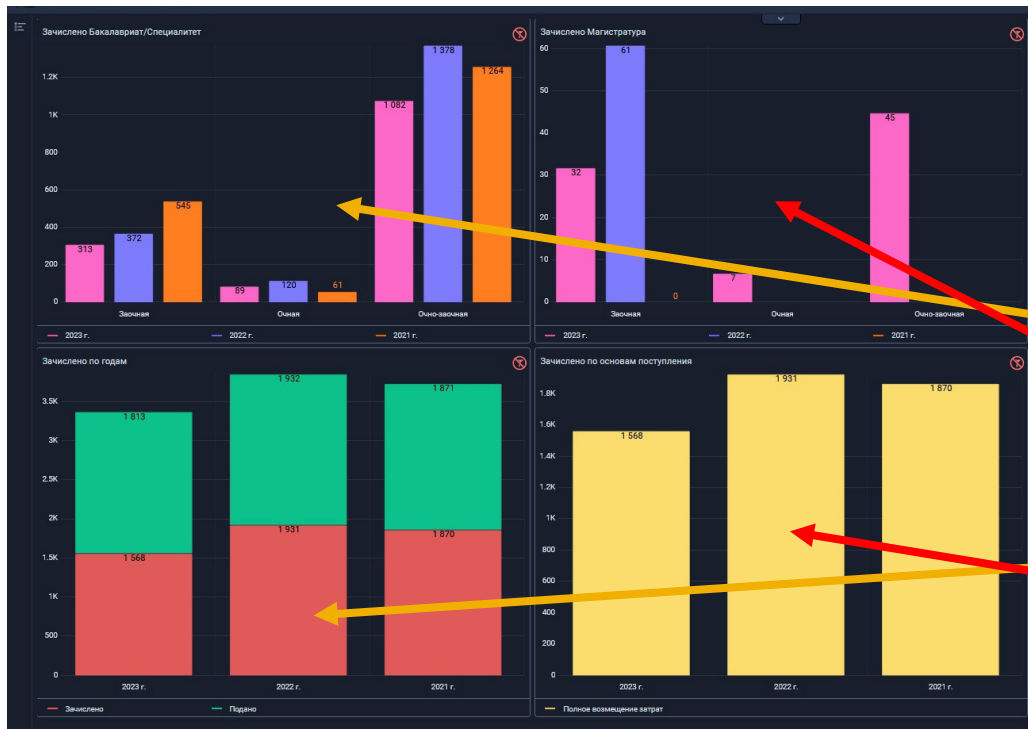 Зачислено Бакалавриат/Специалитет
1.2K
1K
800
600
400
200
0
313
372
545
89
120
61
1 082
1 378
1 264
Заочная
Очная
Очно-заочная
2023 г.
2022 г.
2021 г.
Зачислено Магистратура
60
50
40
30
20
10
0
32
61
0
7
45
Заочная
Очная
Очно-заочная
2023 г.
2022 г.
2021 г.
Зачислено по годам
3.5K
3K
2.5K
2K
1.5K
1K
500
0
1 813
1 932
1 871
1 568
1 931
1 870
2023 г.
2022 г.
2021 г.
Зачислено
Подано
Зачислено по основам поступления
1.8K
1.6K
1.4K
1.2K
1K
800
600
400
200
0
1 568
1 931
1 870
2023 г.
2022 г.
2021 г.
Полное возмещение затрат